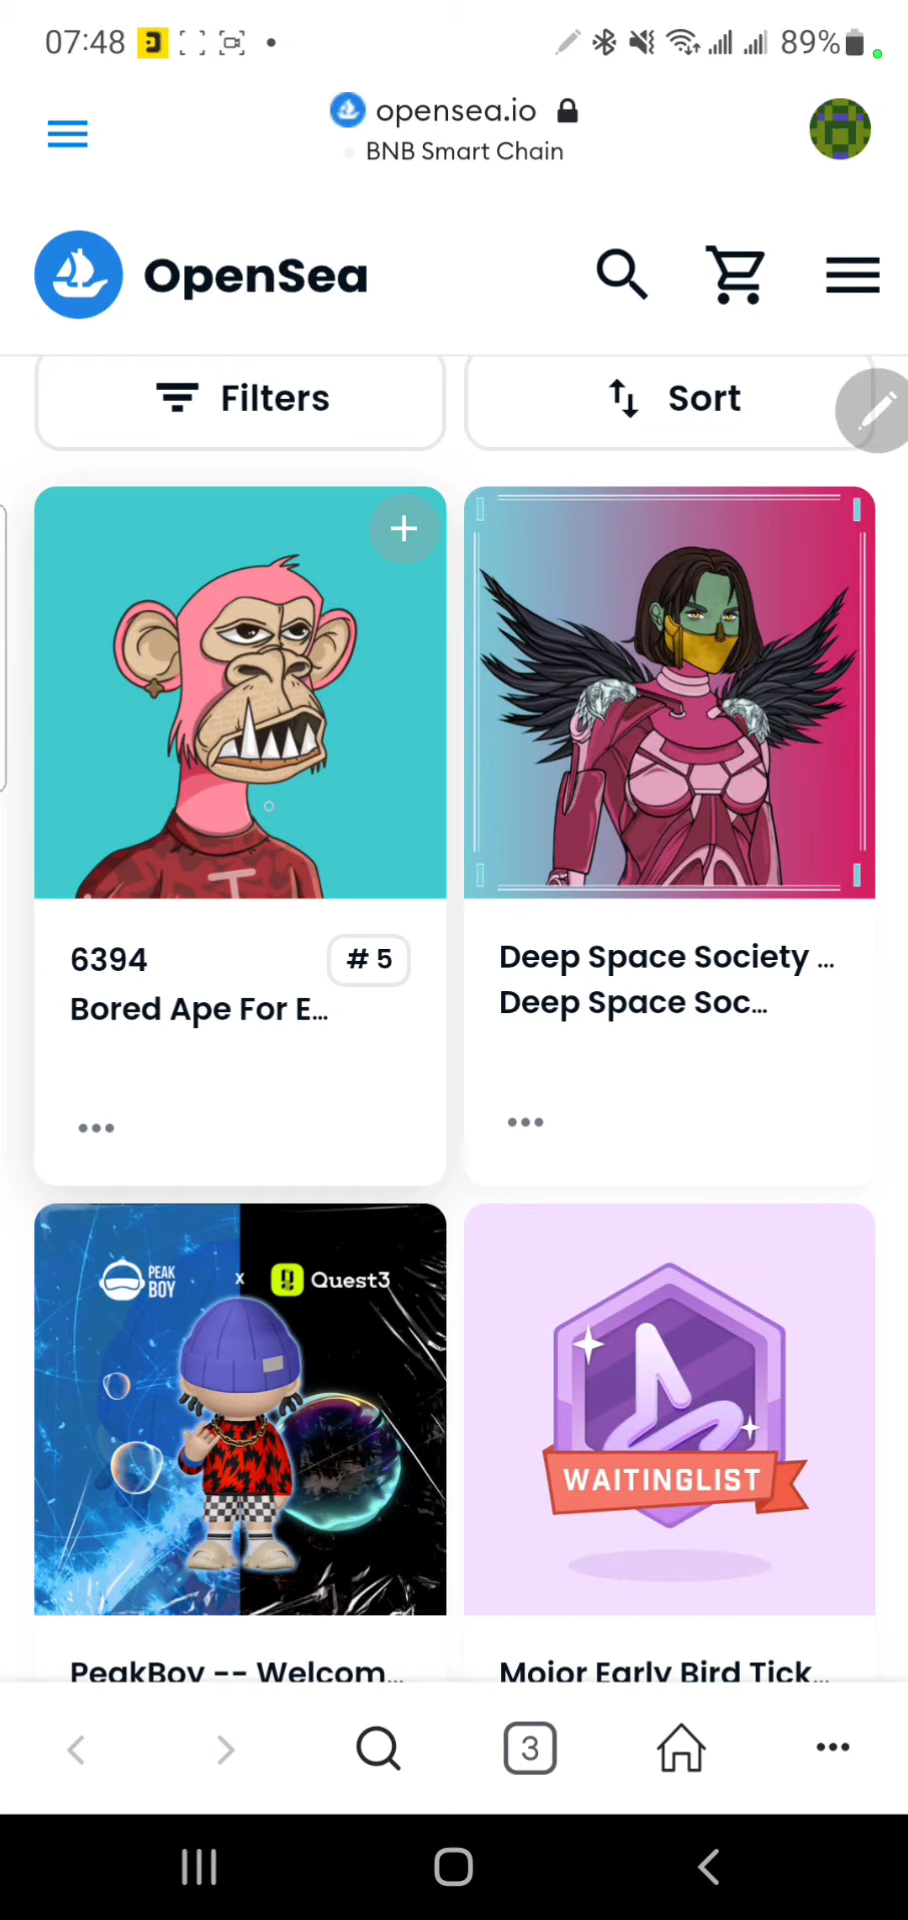 07:48
89%
opensea.io
BNB Smart Chain
OpenSea
Filters
Sort
6394
# 5
Bored Ape For E...
Deep Space Society ...
Deep Space Soc...
PEAK
BOY
x
Quest3
WAITINGLIST
PeakBoy -- Welcom...
Mojor Early Bird Tick...
3